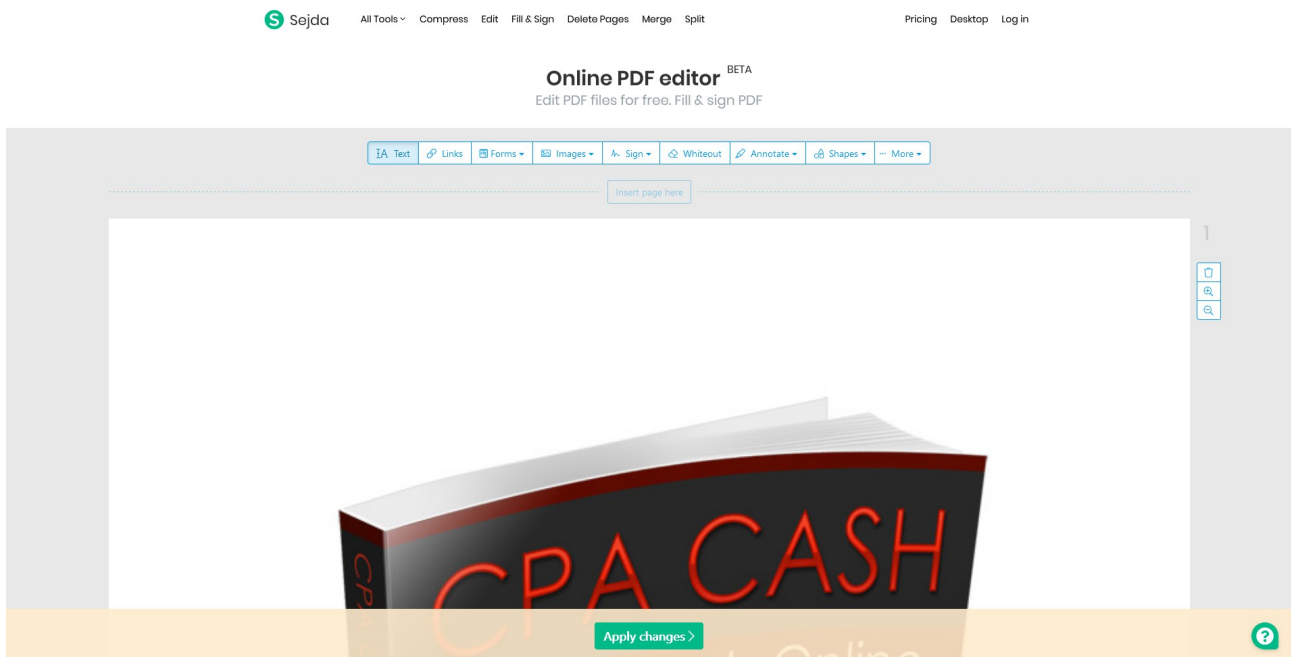 Sejda All Tools Compress Edit Fill & Sign Delete Pages Merge Split Pricing Desktop Log in
Online PDF editor BETA
Edit PDF files for free. Fill & sign PDF
Text Links Forms Images Sign Whiteout Annotate Shapes More
Insert page here
1
CPA CASH
CPA
Apply changes
Online